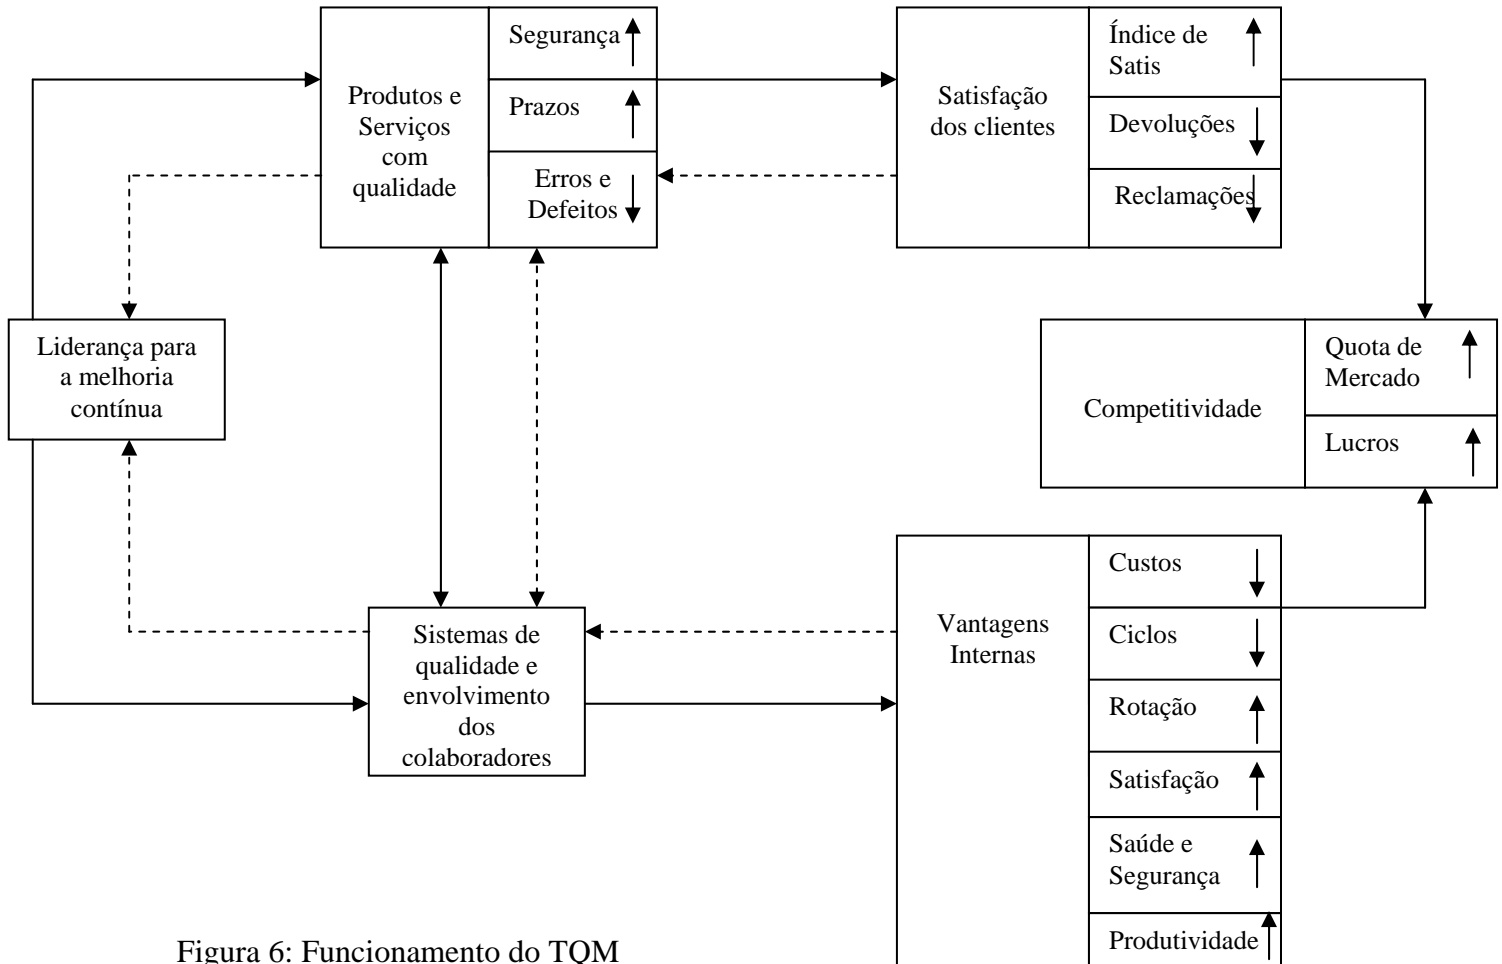 Produtos e
Serviços
com
qualidade
Segurança
Prazos
Erros e
Defeitos
Satisfação
dos clientes
Índice de
Satis
Devoluções
Reclamações
Liderança para
a melhoria
contínua
Competitividade
Quota de
Mercado
Lucros
Sistemas de
qualidade e
envolvimento
dos
colaboradores
Vantagens
Internas
Custos
Ciclos
Rotação
Satisfação
Saúde e
Segurança
Produtividade
Figura 6: Funcionamento do TQM